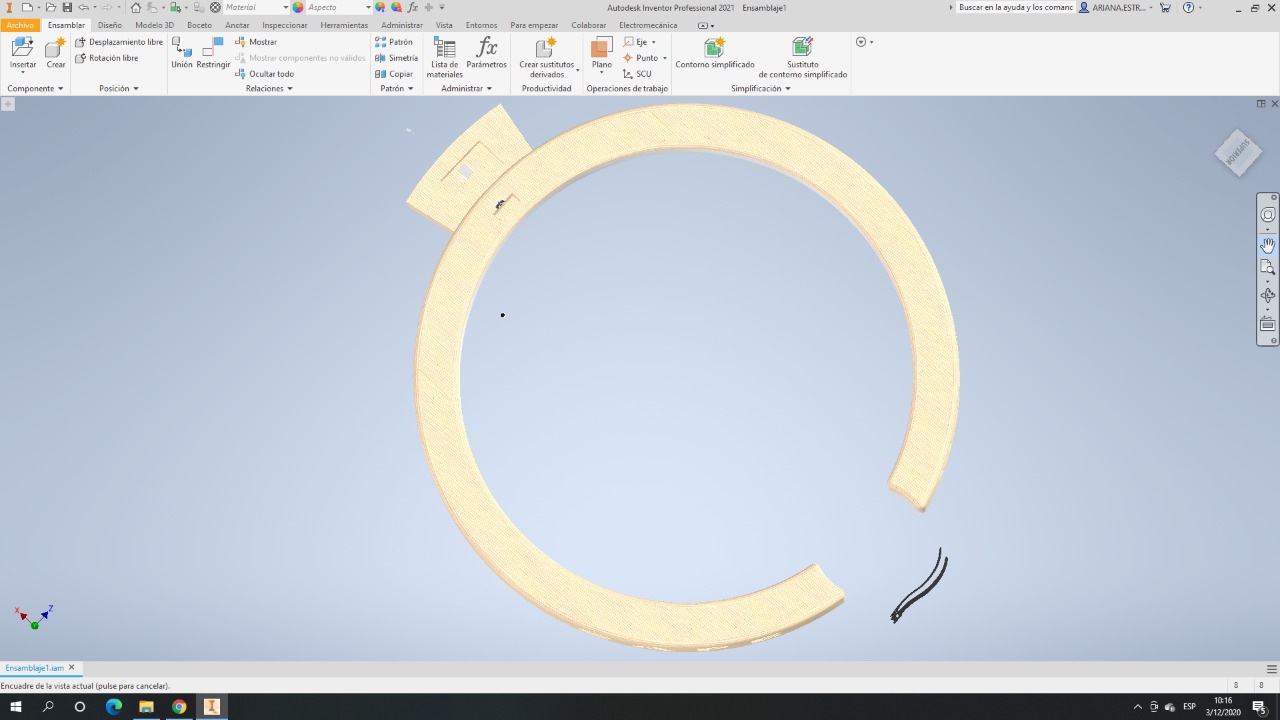 Material
Aspecto
Autodesk Inventor Professional 2021 Ensamblaje1
Buscar en la ayuda y los comanc
ARIANA.ESTR...
Archivo Ensamblar Diseño Modelo 3D Boceto Anotar Inspeccionar Herramientas Administrar Vista Entornos Para empezar Colaborar Electromecánica
Insertar
Crear
Desplazamiento libre
Rotación libre
Unión
Restringir
Mostrar
Mostrar componentes no válidos
Ocultar todo
Patrón
Simetría
Copiar
Lista de
materiales
fx
Parámetros
Crear sustitutos
derivados
Plano
Eje
Punto
SCU
Contorno simplificado
Sustituto
de contorno simplificado
Componente Posición Relaciones Patrón Administrar Productividad Operaciones de trabajo Simplificación
SUPERIOR
X
Z
Ensamblaje1.iam
Encuadre de la vista actual (pulse para cancelar).
8 8
ESP
10:16
3/12/2020
5